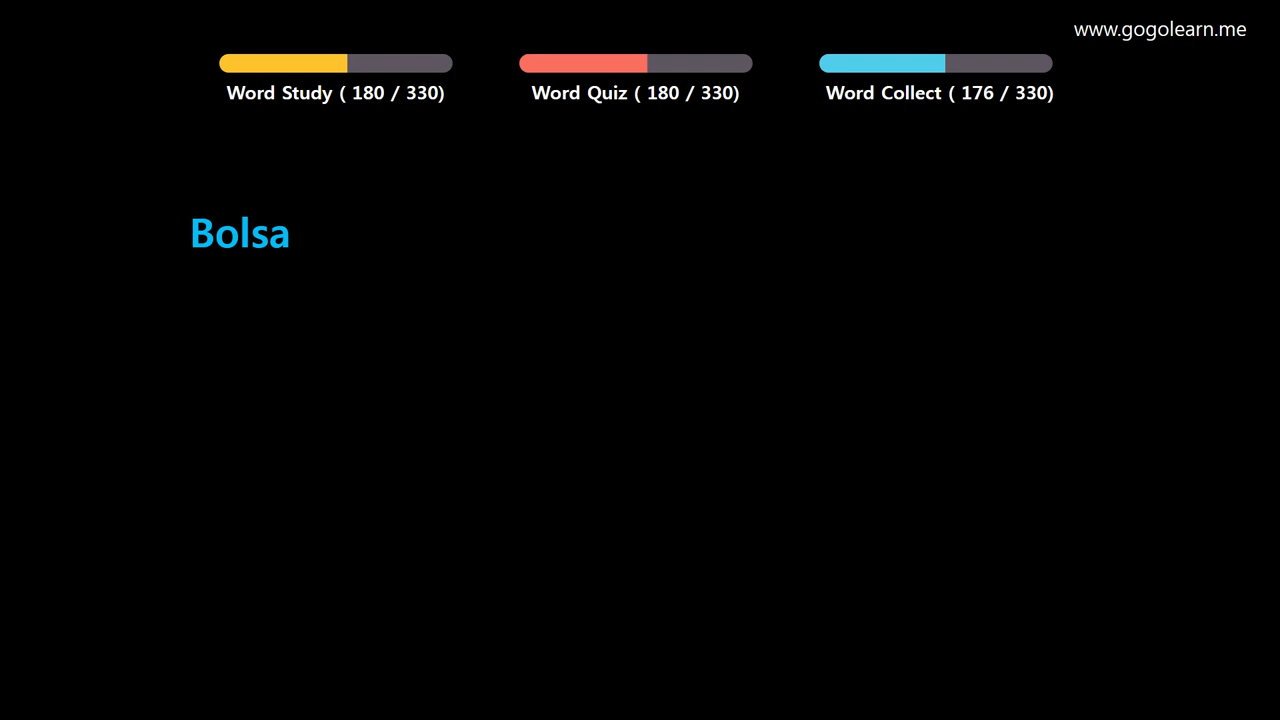 www.gogolearn.me
Word Study ( 180 / 330)
Word Quiz ( 180 / 330)
Word Collect ( 176 / 330)
Bolsa